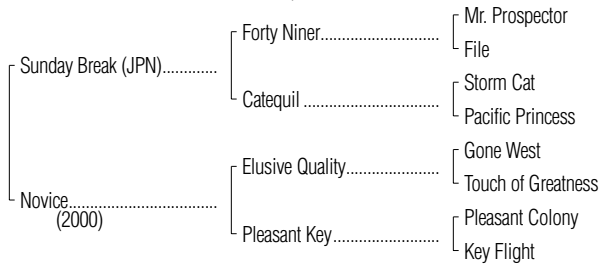 Mr. Prospector
Forty Niner
File
Sunday Break (JPN)
Storm Cat
Catequil
Pacific Princess
Gone West
Elusive Quality
Touch of Greatness
Novice
(2000)
Pleasant Colony
Pleasant Key
Key Flight